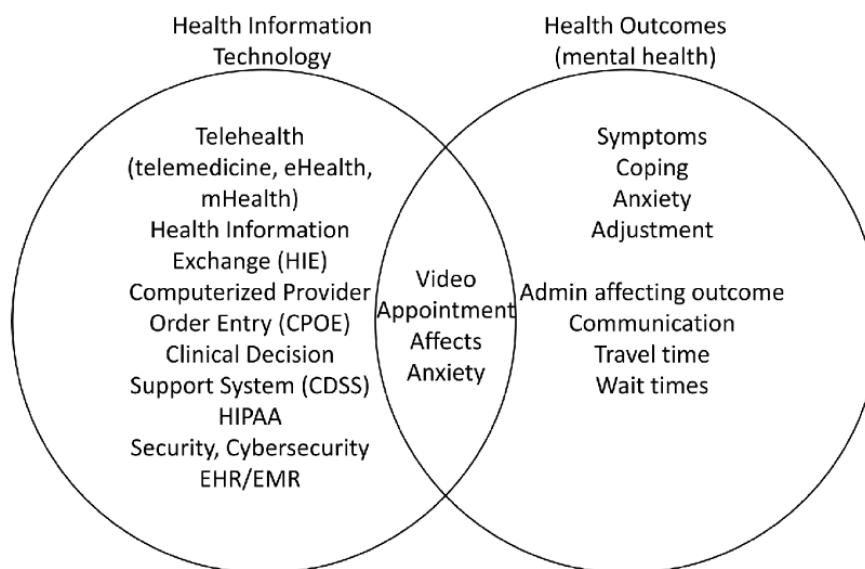 Health Information
Technology
Health Outcomes
(mental health)
Telehealth
(telemedicine, eHealth,
mHealth)
Health Information
Exchange (HIE)
Computerized Provider
Order Entry (CPOE)
Clinical Decision
Support System (CDSS)
HIPAA
Security, Cybersecurity
EHR/EMR
Video
Appointment
Affects
Anxiety
Symptoms
Coping
Anxiety
Adjustment
Admin affecting outcome
Communication
Travel time
Wait times